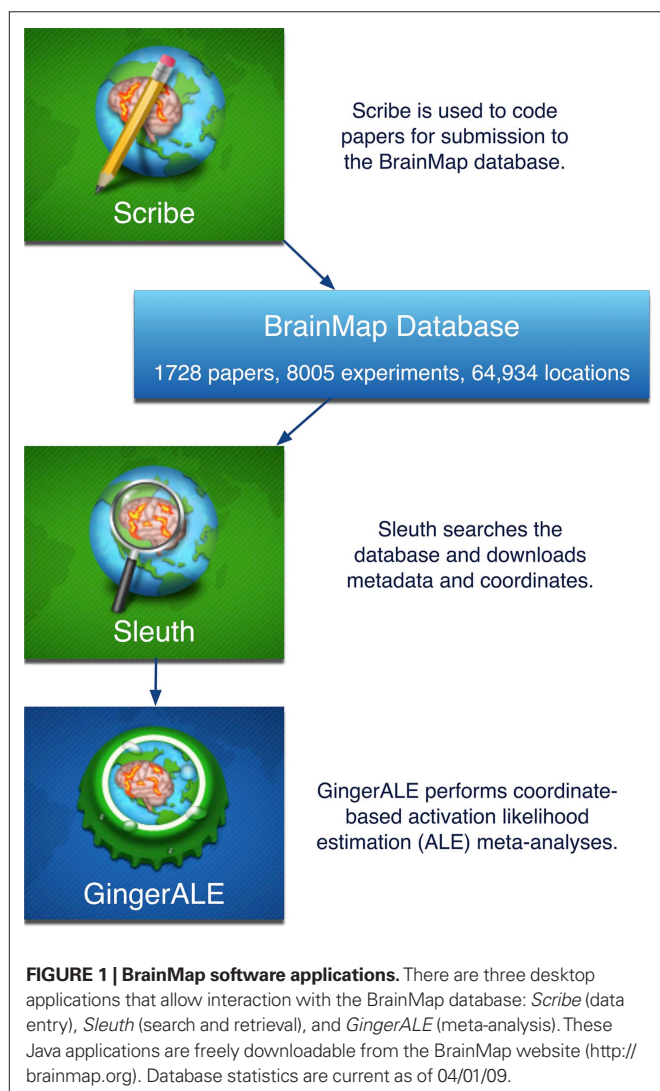 Scribe
Scribe is used to code
papers for submission to
the BrainMap database.
BrainMap Database
1728 papers, 8005 experiments, 64,934 locations
Sleuth
Sleuth searches the
database and downloads
metadata and coordinates.
GingerALE
GingerALE performs coordinate-
based activation likelihood
estimation (ALE) meta-analyses.
FIGURE 1 | BrainMap software applications. There are three desktop
applications that allow interaction with the BrainMap database: Scribe (data
entry), Sleuth (search and retrieval), and GingerALE (meta-analysis). These
Java applications are freely downloadable from the BrainMap website (http://
brainmap.org). Database statistics are current as of 04/01/09.